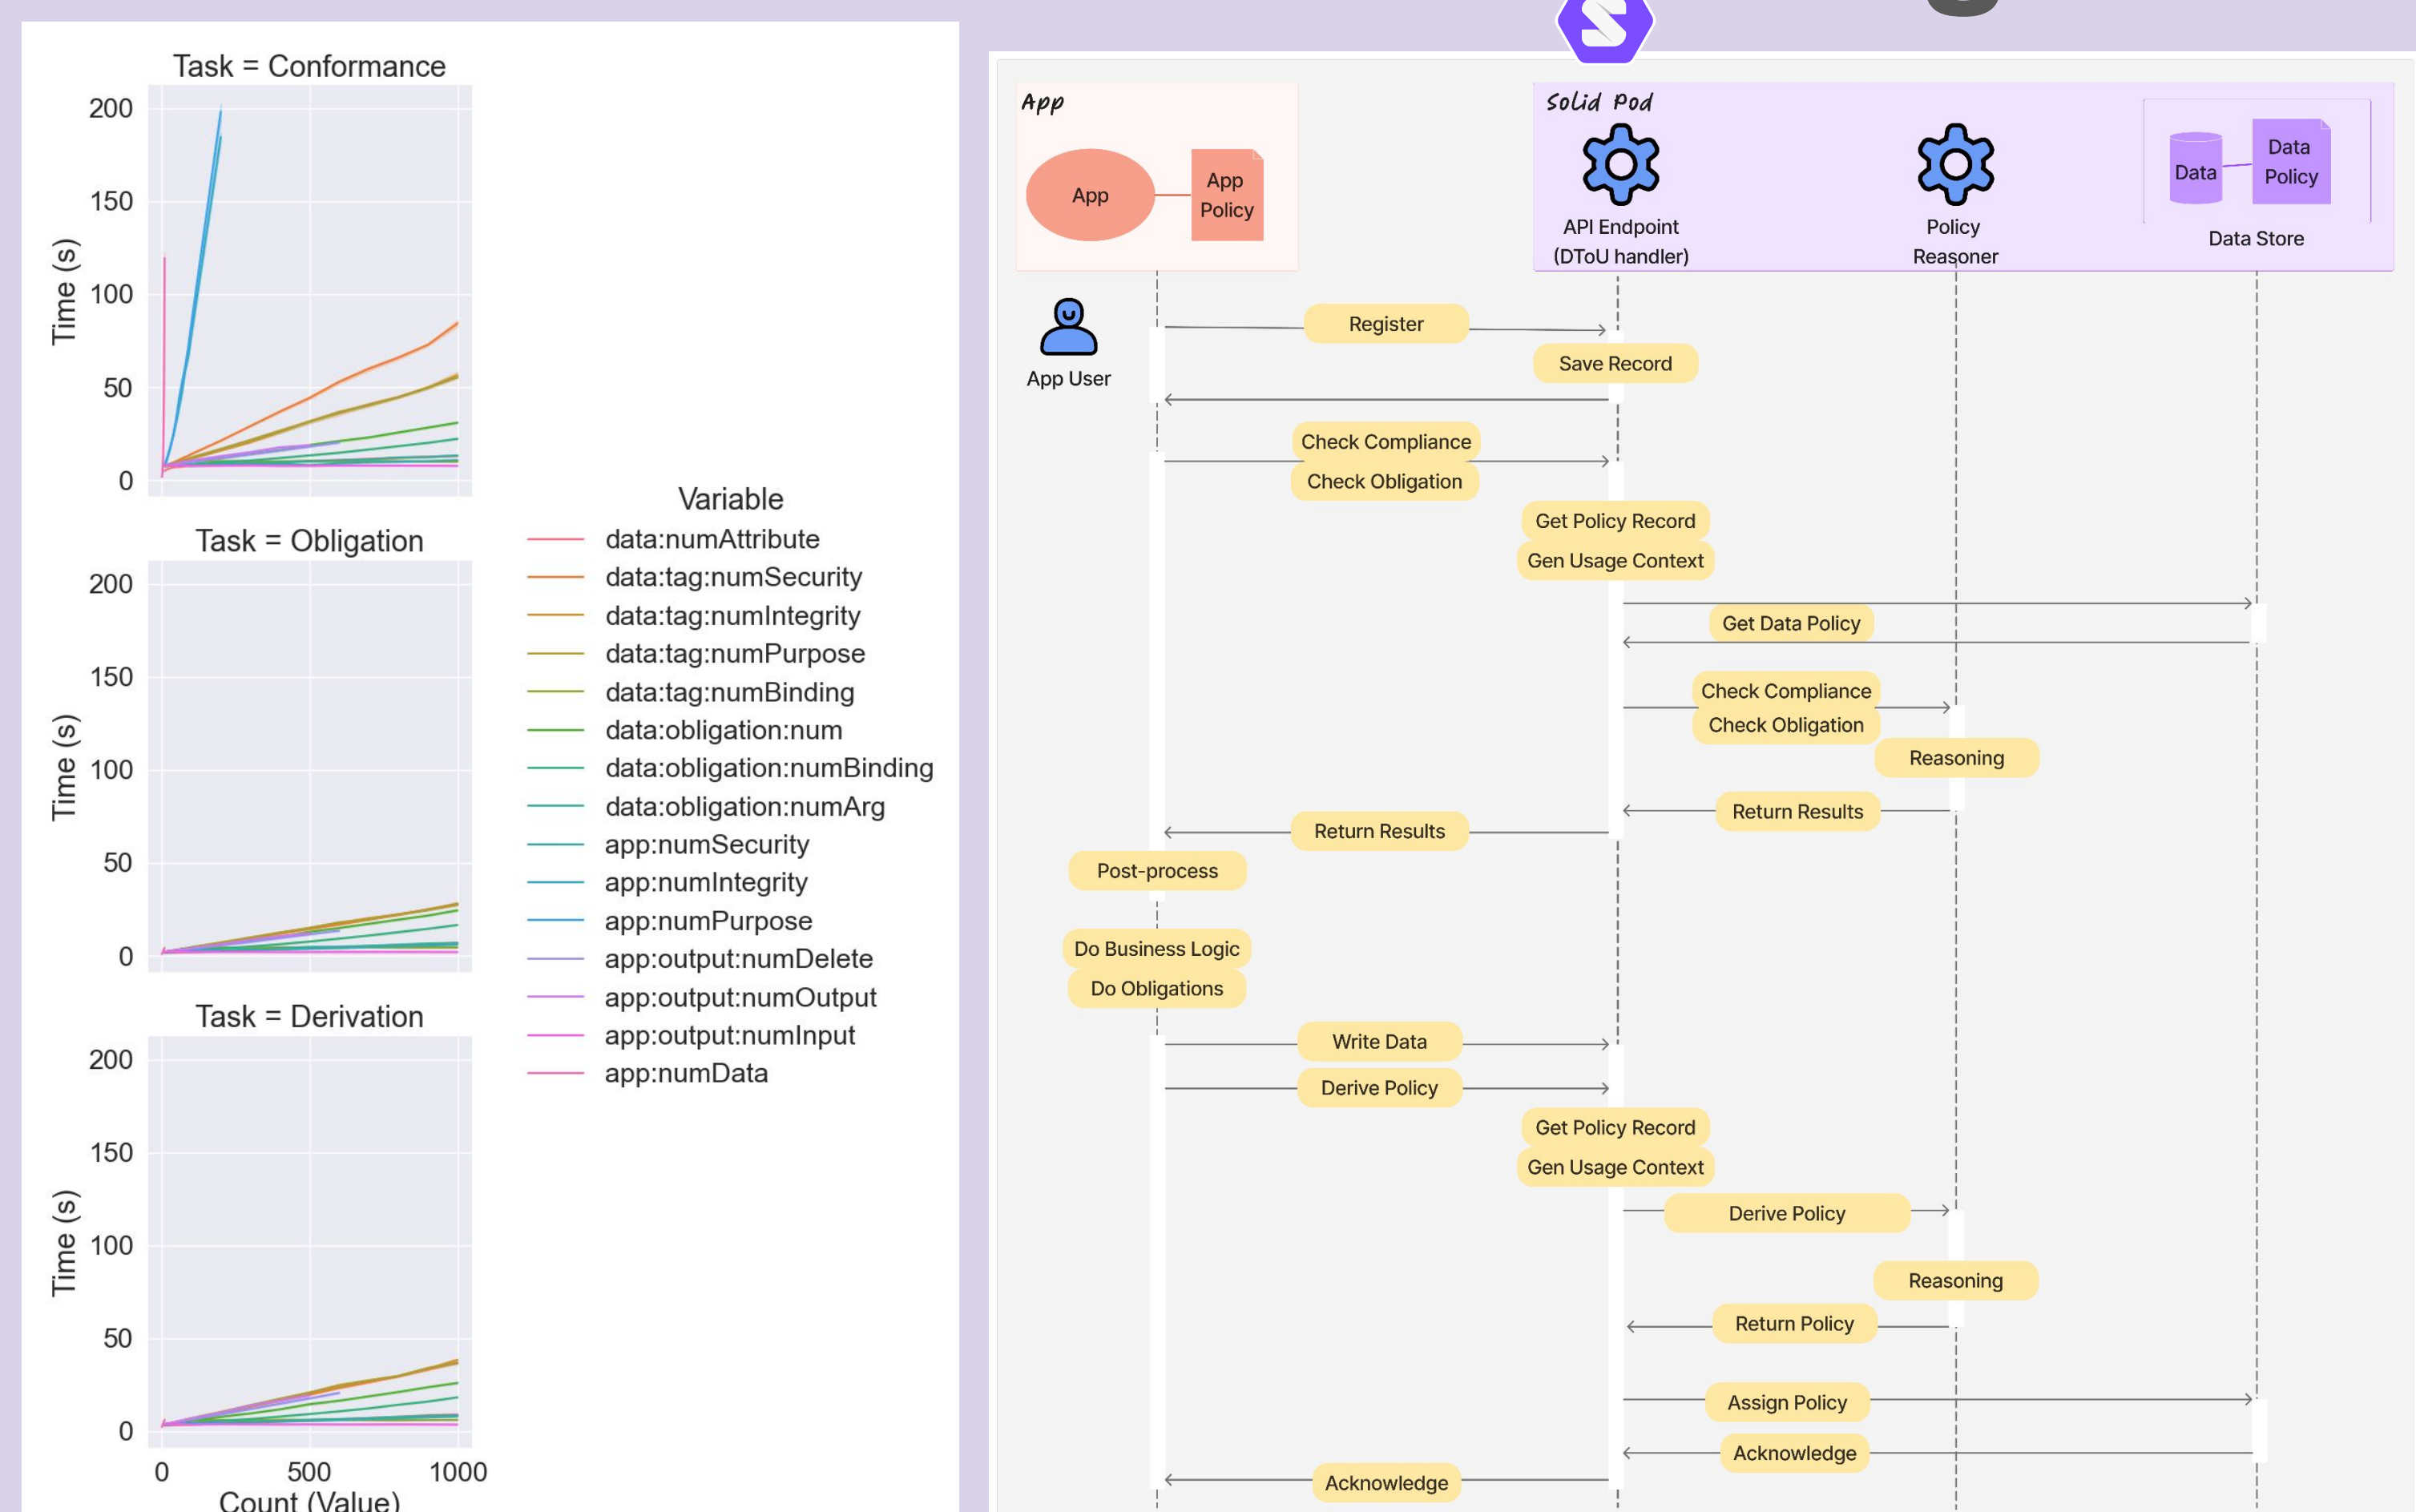 Task = Conformance
200
150
100
50
0
Time (s)
Task = Obligation
200
150
100
50
0
Time (s)
Task = Derivation
200
150
100
50
0
Time (s)
0 500 1000
Count (Value)
Variable
data:numAttribute
data:tag:numSecurity
data:tag:numIntegrity
data:tag:numPurpose
data:tag:numBinding
data:obligation:num
data:obligation:numBinding
data:obligation:numArg
app:numSecurity
app:numIntegrity
app:numPurpose
app:output:numDelete
app:output:numOutput
app:output:numInput
app:numData
App
App
App
Policy
Solid Pod
API Endpoint
(DToU handler)
Policy
Reasoner
Data
Data
Policy
Data Store
App User
Register
Save Record
Check Compliance
Check Obligation
Get Policy Record
Gen Usage Context
Get Data Policy
Check Compliance
Check Obligation
Reasoning
Return Results
Return Results
Post-process
Do Business Logic
Do Obligations
Write Data
Derive Policy
Get Policy Record
Gen Usage Context
Derive Policy
Reasoning
Return Policy
Assign Policy
Acknowledge
Acknowledge